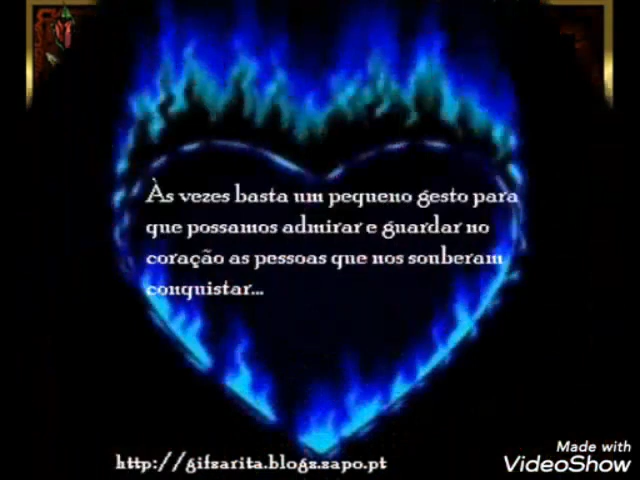 Às vezes basta um pequeno gesto para
que possamos admirar e guardar no
coração as pessoas que nos souberam
conquistar...
http://gifzarita.blogs.sapo.pt
Made with
VideoShow